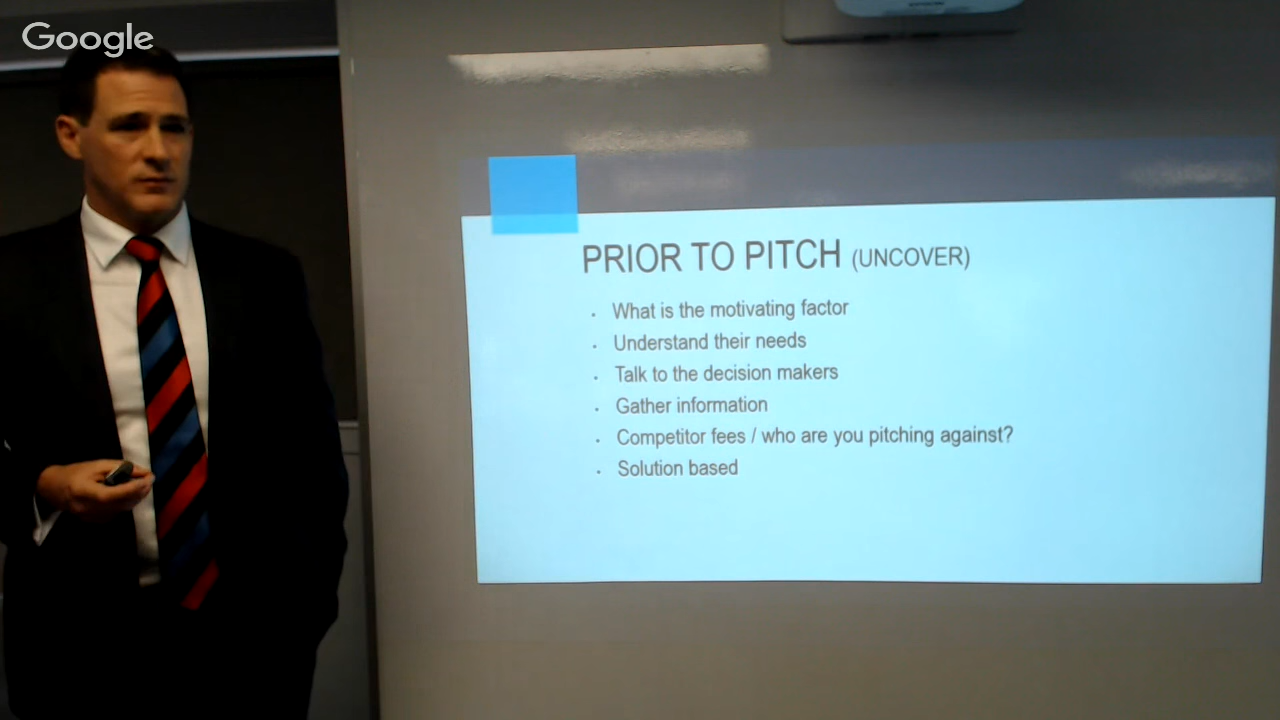 Google
PRIOR TO PITCH (UNCOVER)
What is the motivating factor
Understand their needs
Talk to the decision makers
Gather information
Competitor fees / who are you pitching against?
Solution based